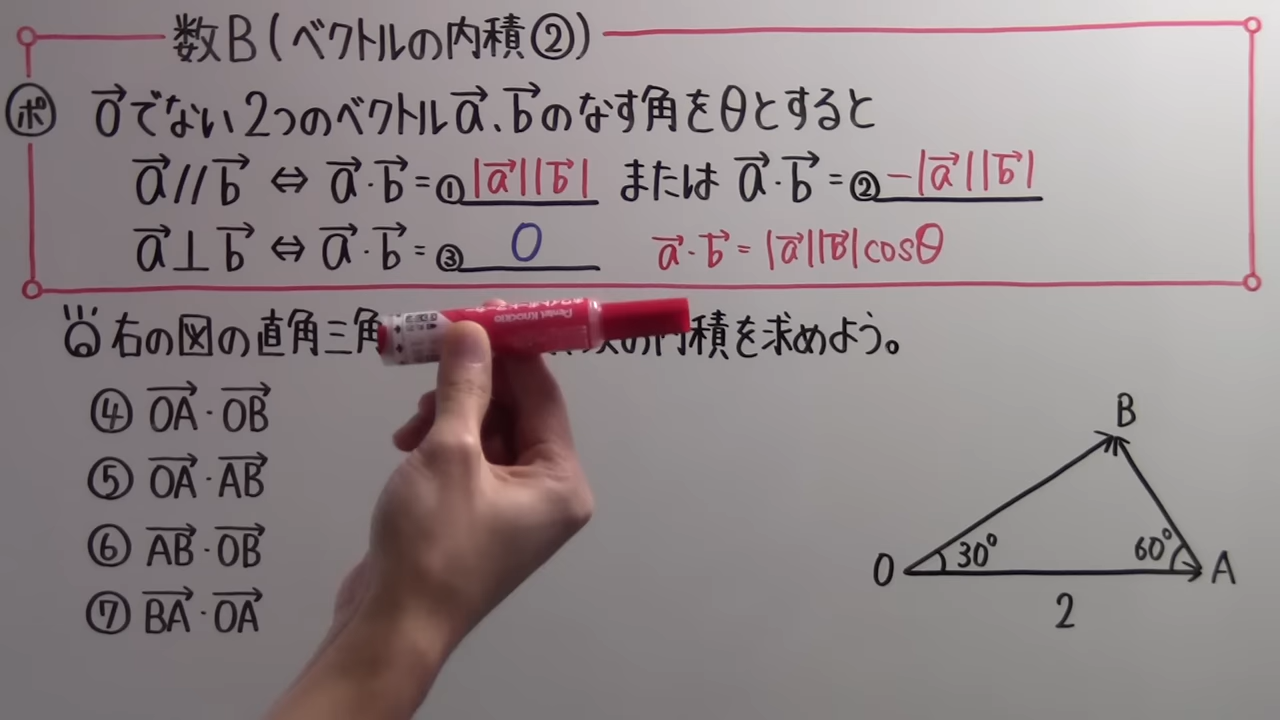 数B(ベクトルの内積②)
ポ 0⃗でない2つのベクトルa⃗、b⃗のなす角をθとすると
a⃗//b⃗ ⇔ a⃗·b⃗=①|a⃗||b⃗| または a⃗·b⃗=②-|a⃗||b⃗|
a⃗⊥b⃗ ⇔ a⃗·b⃗=③ 0 a⃗·b⃗=|a⃗||b⃗|cosθ
右の図の直角三角 の内積を求めよう。
④ OA→·OB→
⑤ OA→·AB→
⑥ AB→·OB→
⑦ BA→·OA→
B
O 30° 60° A
2
Pentel Knockle